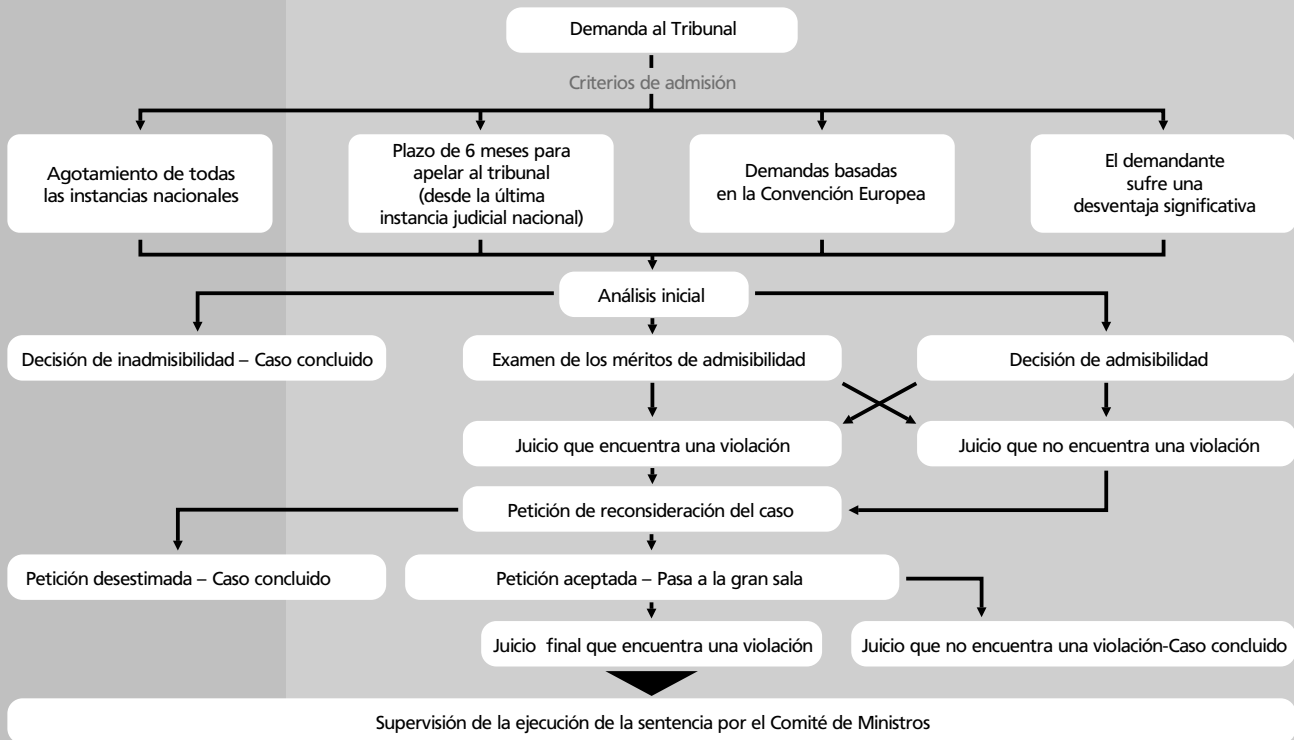 Demanda al Tribunal
Criterios de admisión
Agotamiento de todas
las instancias nacionales
Plazo de 6 meses para
apelar al tribunal
(desde la última
instancia judicial nacional)
Demandas basadas
en la Convención Europea
El demandante
sufre una
desventaja significativa
Análisis inicial
Decisión de inadmisibilidad – Caso concluido
Examen de los méritos de admisibilidad
Decisión de admisibilidad
Juicio que encuentra una violación
Juicio que no encuentra una violación
Petición de reconsideración del caso
Petición desestimada – Caso concluido
Petición aceptada – Pasa a la gran sala
Juicio final que encuentra una violación
Juicio que no encuentra una violación-Caso concluido
Supervisión de la ejecución de la sentencia por el Comité de Ministros